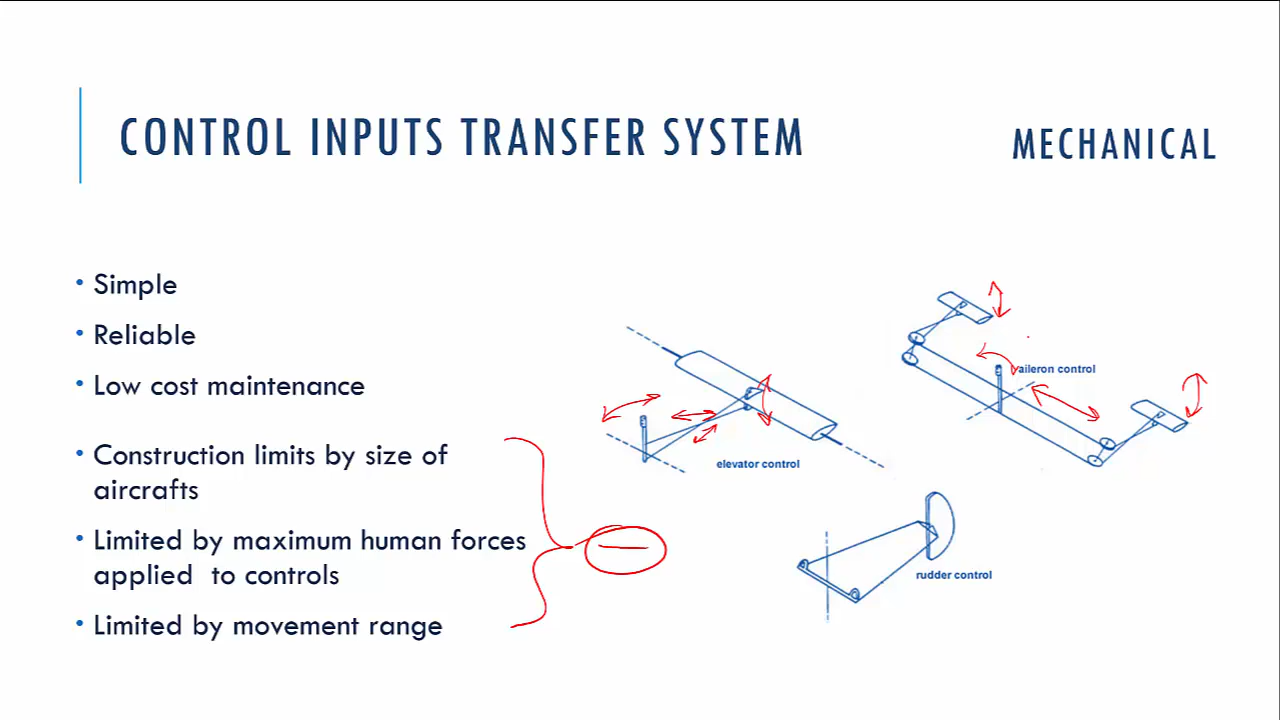 CONTROL INPUTS TRANSFER SYSTEM
MECHANICAL
• Simple
• Reliable
• Low cost maintenance
• Construction limits by size of
aircrafts
• Limited by maximum human forces
applied to controls
• Limited by movement range
elevator control
aileron control
rudder control